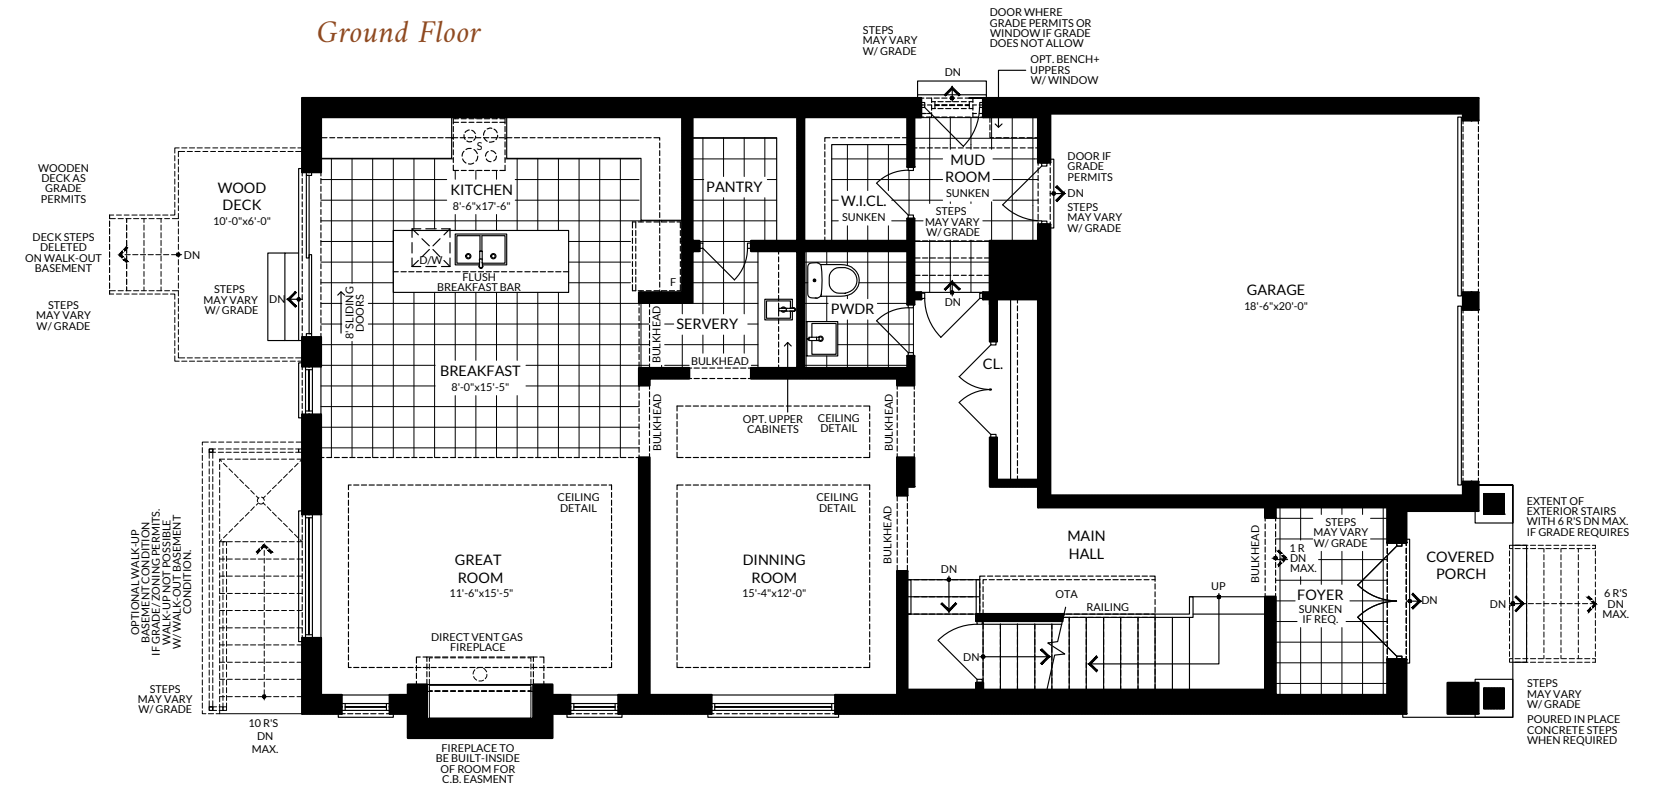 Ground Floor
STEPS
MAY VARY
W/ GRADE
DOOR WHERE
GRADE PERMITS OR
WINDOW IF GRADE
DOES NOT ALLOW
OPT. BENCH+
UPPERS
W/ WINDOW
DN
WOODEN
DECK AS
GRADE
PERMITS
DECK STEPS
DELETED
ON WALK-OUT
BASEMENT
STEPS
MAY VARY
W/ GRADE
WOOD
DECK
10'-0"x6'-0"
DN
STEPS
MAY VARY
W/ GRADE
DN
8' SLIDING
DOORS
KITCHEN
8'-6"x17'-6"
S
D/W
FLUSH
BREAKFAST BAR
F
PANTRY
W.I.CL.
SUNKEN
MUD
ROOM
SUNKEN
STEPS
MAY VARY
W/ GRADE
DOOR IF
GRADE
PERMITS
DN
STEPS
MAY VARY
W/ GRADE
DN
GARAGE
18'-6"x20'-0"
SERVERY
BULKHEAD
BULKHEAD
PWDR
CL.
BREAKFAST
8'-0"x15'-5"
BULKHEAD
OPT. UPPER
CABINETS
CEILING
DETAIL
BULKHEAD
OPTIONAL WALK-UP
BASEMENT CONDITION
IF GRADE / ZONING PERMITS.
WALK-UP NOT POSSIBLE
W/ WALK-OUT BASEMENT
CONDITION.
STEPS
MAY VARY
W/ GRADE
10 R'S
DN
MAX.
CEILING
DETAIL
GREAT
ROOM
11'-6"x15'-5"
DIRECT VENT GAS
FIREPLACE
FIREPLACE TO
BE BUILT-INSIDE
OF ROOM FOR
C.B. EASMENT
CEILING
DETAIL
DINNING
ROOM
15'-4"x12'-0"
BULKHEAD
MAIN
HALL
DN
OTA
RAILING
UP
DN
BULKHEAD
1 R
DN
MAX.
STEPS
MAY VARY
W/ GRADE
FOYER
SUNKEN
IF REQ.
DN
COVERED
PORCH
DN
EXTENT OF
EXTERIOR STAIRS
WITH 6 R'S DN MAX.
IF GRADE REQUIRES
6 R'S
DN
MAX.
STEPS
MAY VARY
W/ GRADE
POURED IN PLACE
CONCRETE STEPS
WHEN REQUIRED